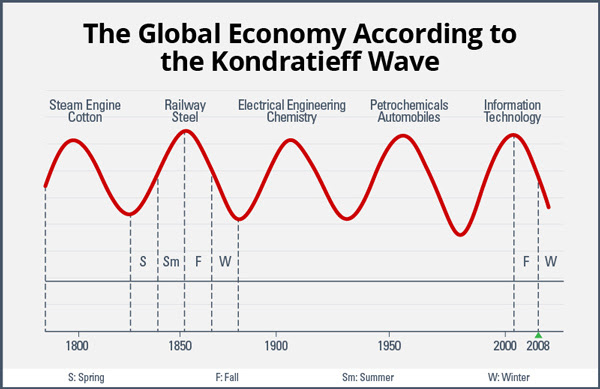 The Global Economy According to
the Kondratieff Wave
Steam Engine
Cotton
Railway
Steel
Electrical Engineering
Chemistry
Petrochemicals
Automobiles
Information
Technology
S Sm F W F W
1800 1850 1900 1950 2000 2008
S: Spring F: Fall Sm: Summer W: Winter